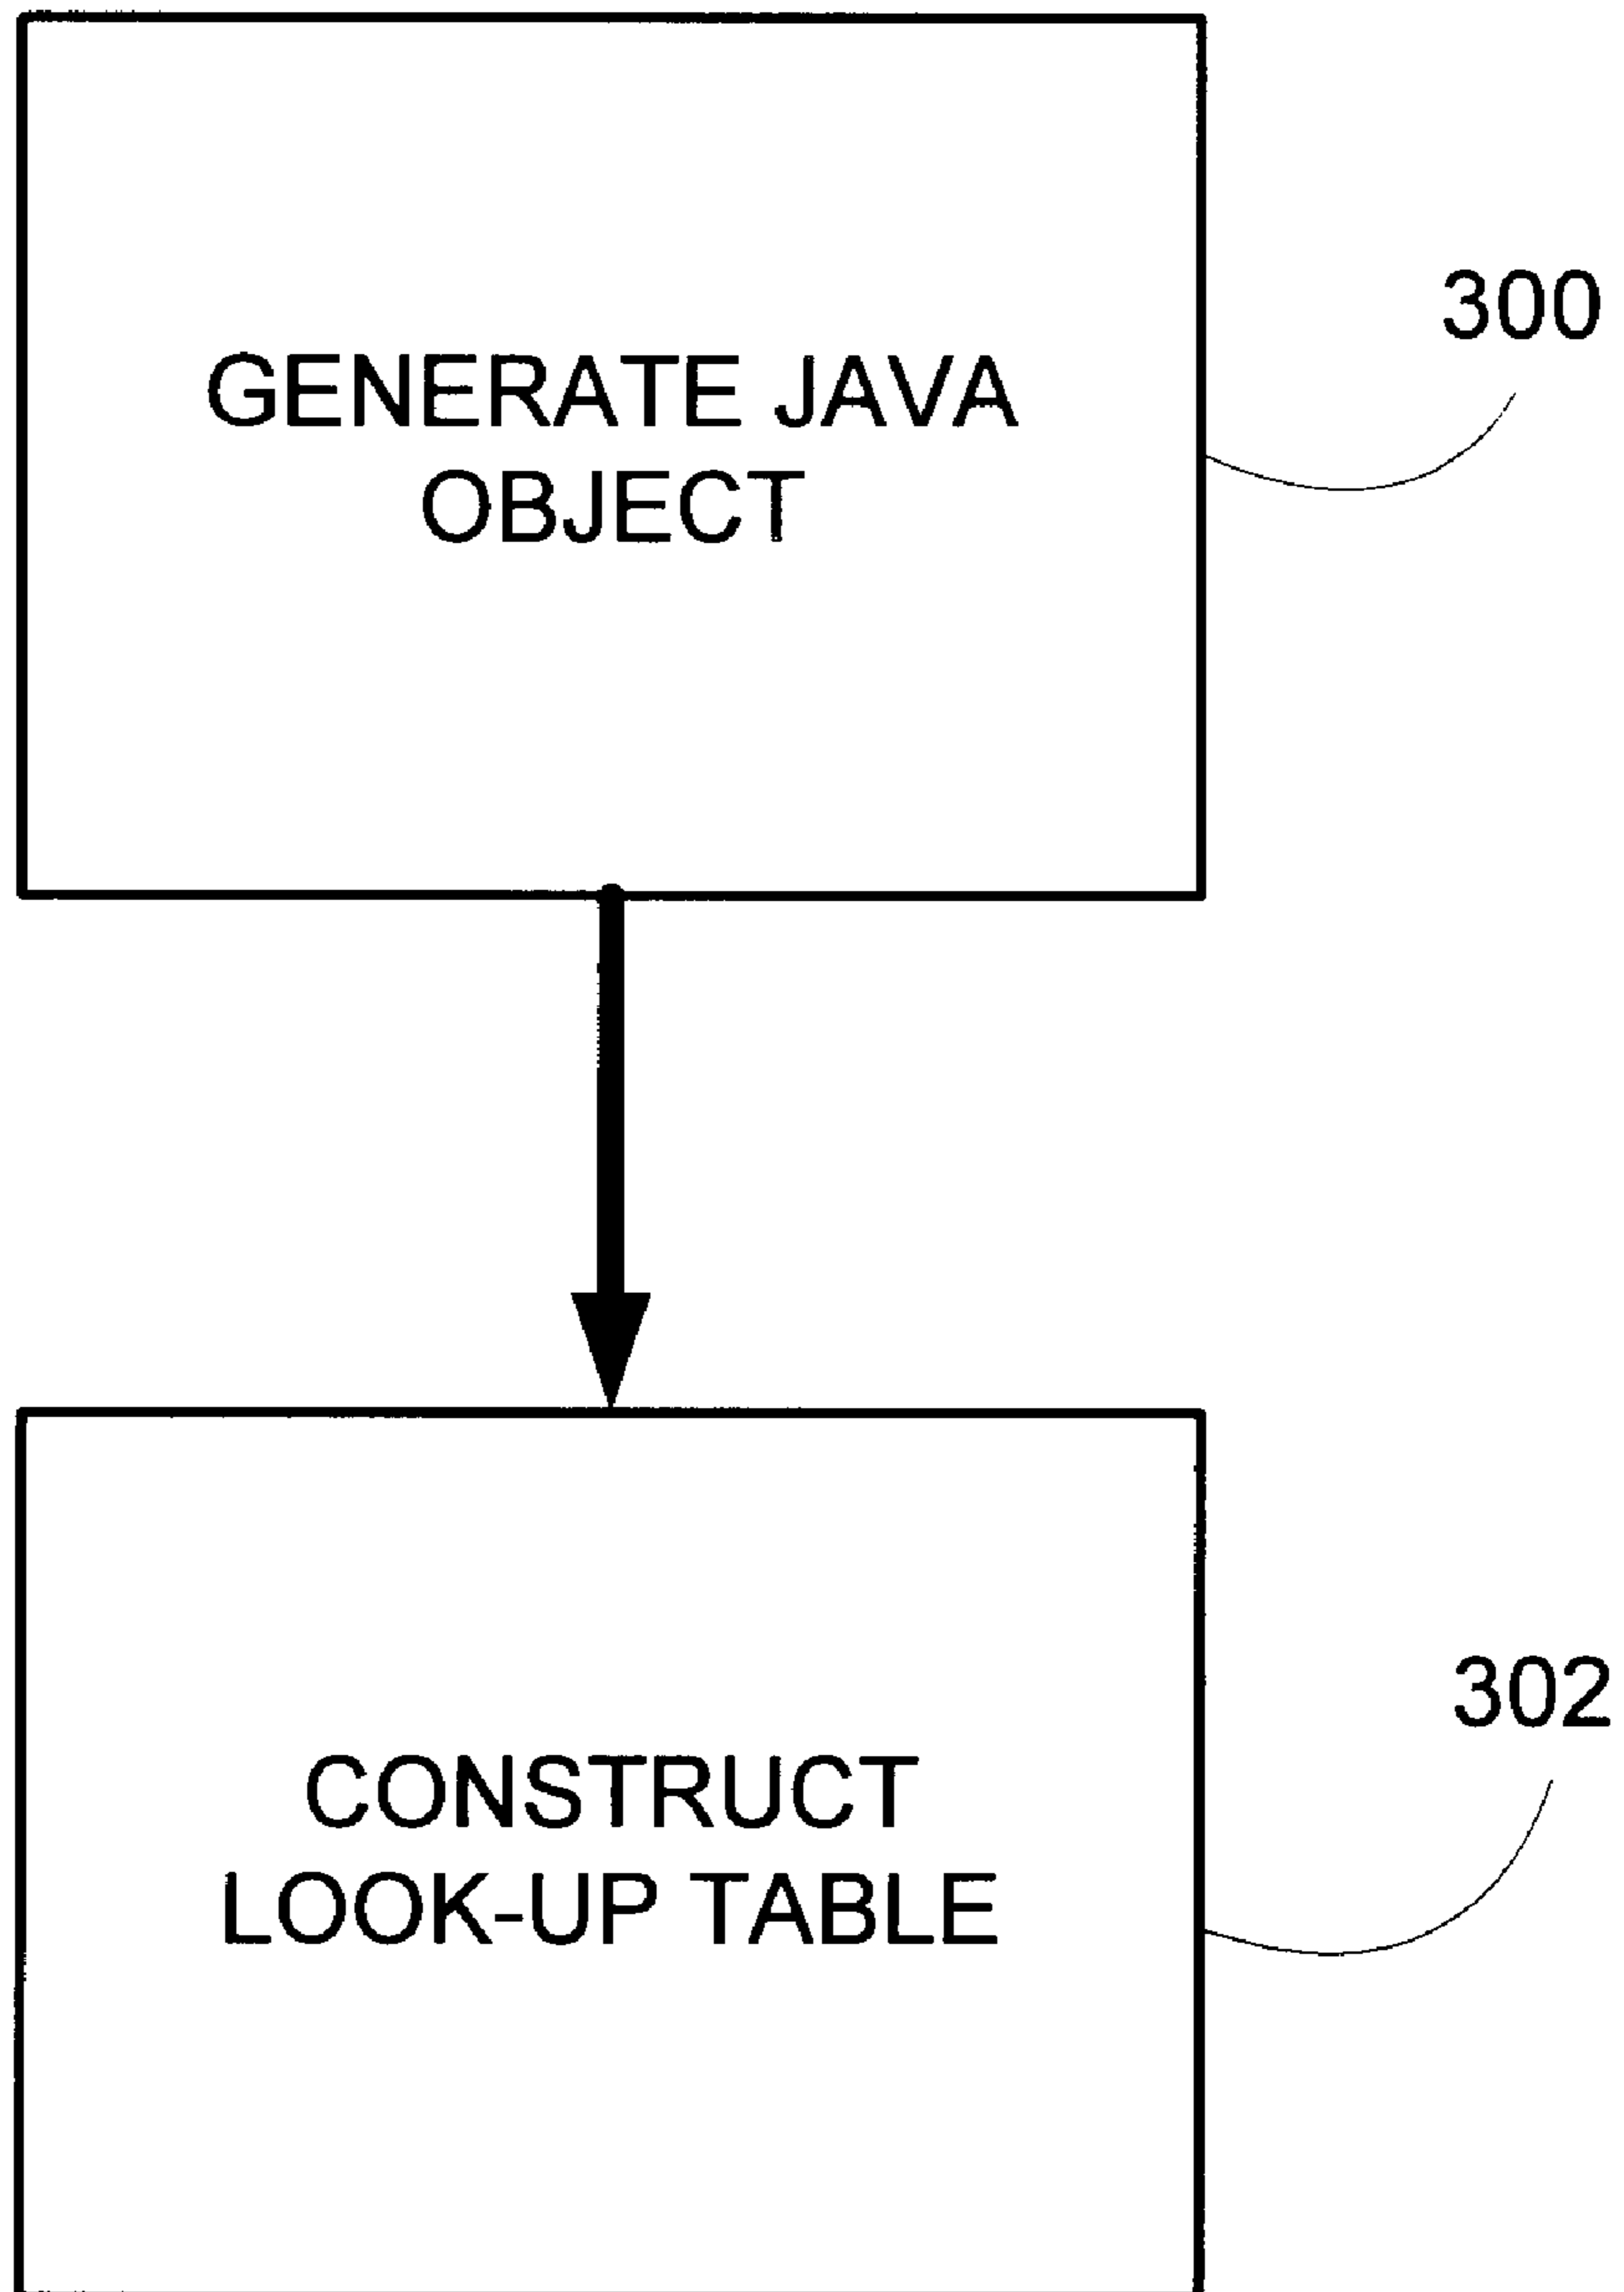 300
GENERATE JAVA
OBJECT
302
CONSTRUCT
LOOK-UP TABLE